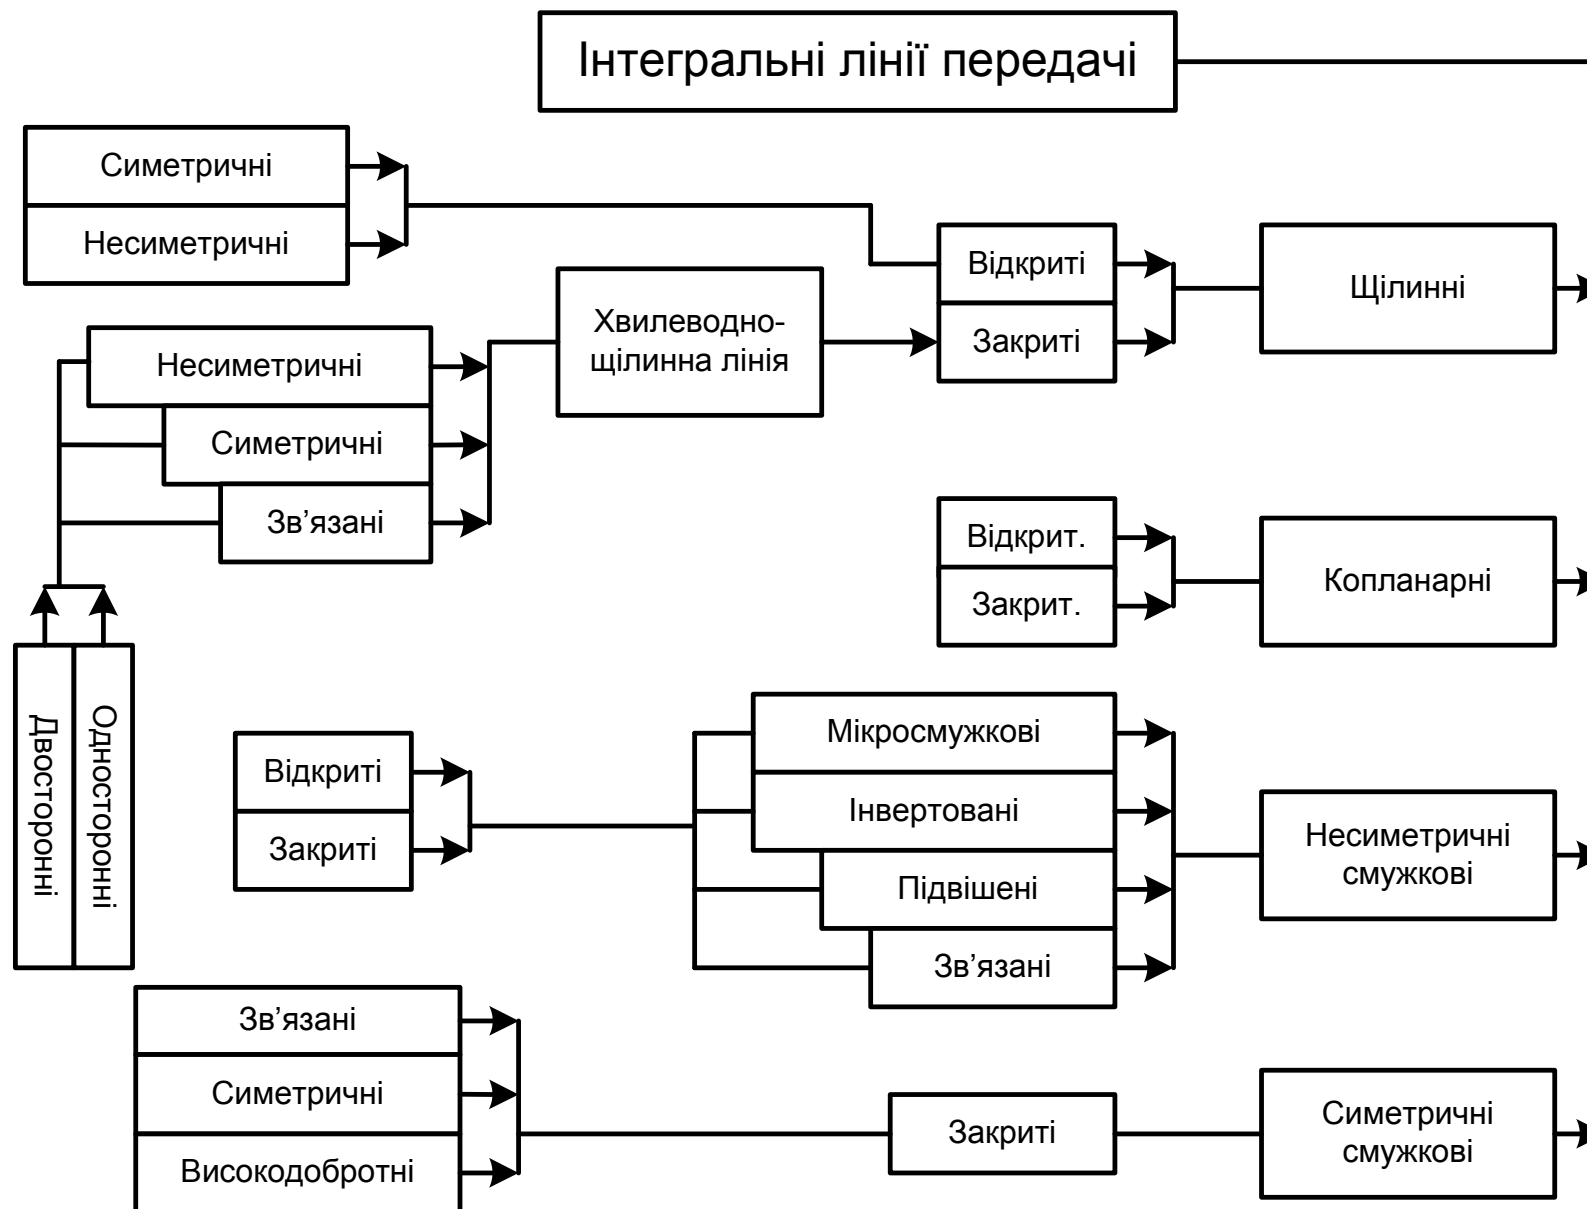 Інтегральні лінії передачі
Симетричні
Несиметричні
Відкриті
Закриті
Щілинні
Хвилеводно-
щілинна лінія
Несиметричні
Симетричні
Зв’язані
Відкрит.
Закрит.
Копланарні
Двосторонні
Односторонні
Відкриті
Закриті
Мікросмужкові
Інвертовані
Підвішені
Зв’язані
Несиметричні
смужкові
Зв’язані
Симетричні
Високодобротні
Закриті
Симетричні
смужкові